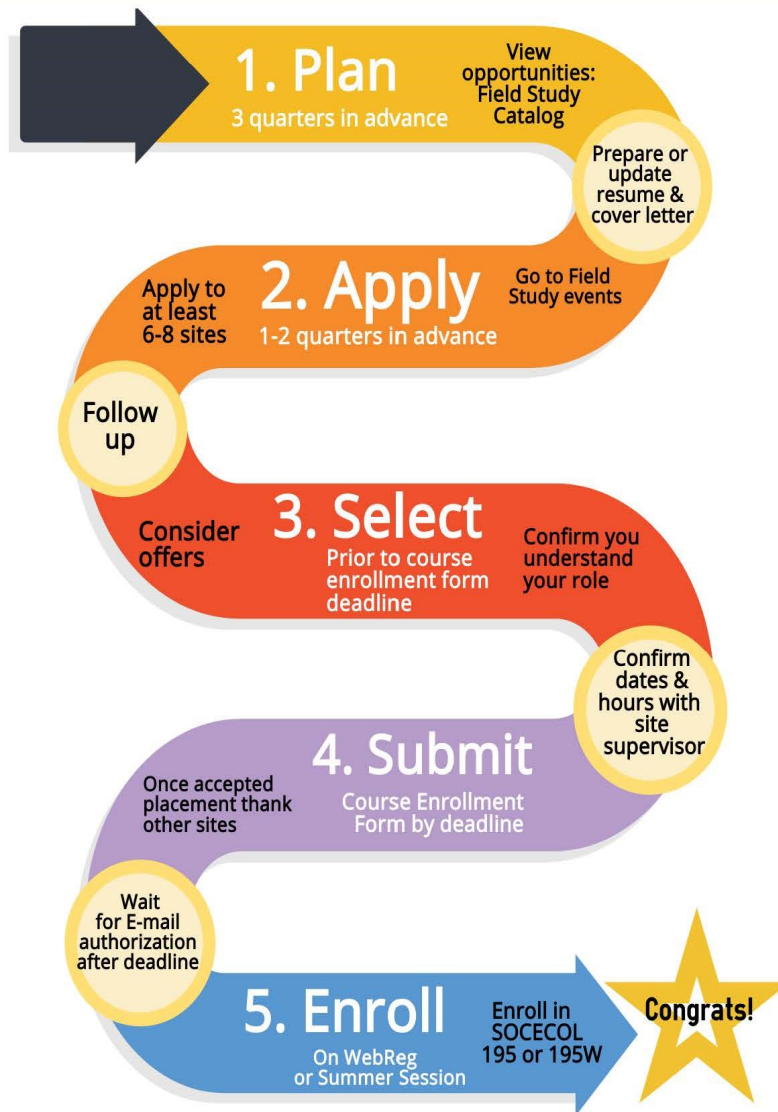 1. Plan
3 quarters in advance
View
opportunities:
Field Study
Catalog
Prepare or
update
resume &
cover letter
2. Apply
1-2 quarters in advance
Go to Field
Study events
Apply to
at least
6-8 sites
Follow
up
Consider
offers
3. Select
Prior to course
enrollment form
deadline
Confirm you
understand
your role
Confirm
dates &
hours with
site
supervisor
4. Submit
Course Enrollment
Form by deadline
Once accepted
placement thank
other sites
Wait
for E-mail
authorization
after deadline
5. Enroll
On WebReg
or Summer Session
Enroll in
SOCECOL
195 or 195W
Congrats!